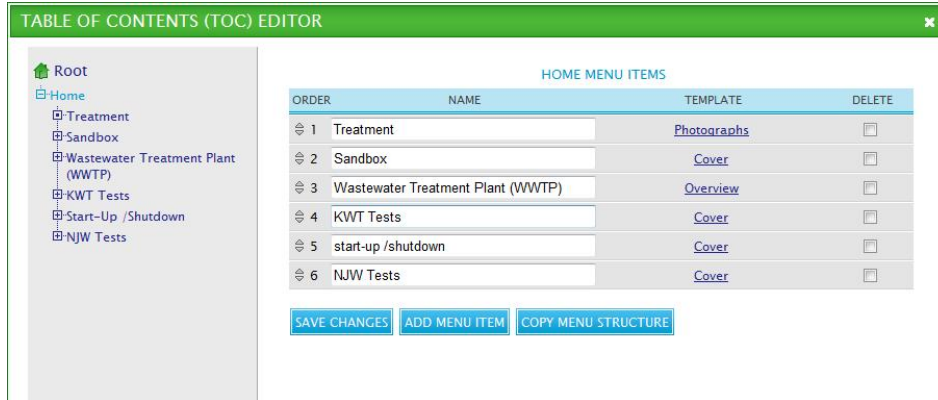 TABLE OF CONTENTS (TOC) EDITOR
Root
Home
Treatment
Sandbox
Wastewater Treatment Plant
(WWTP)
KWT Tests
Start-Up /Shutdown
NJW Tests
HOME MENU ITEMS
ORDER NAME TEMPLATE DELETE
1 Treatment Photographs
2 Sandbox Cover
3 Wastewater Treatment Plant (WWTP) Overview
4 KWT Tests Cover
5 start-up /shutdown Cover
6 NJW Tests Cover
SAVE CHANGES ADD MENU ITEM COPY MENU STRUCTURE